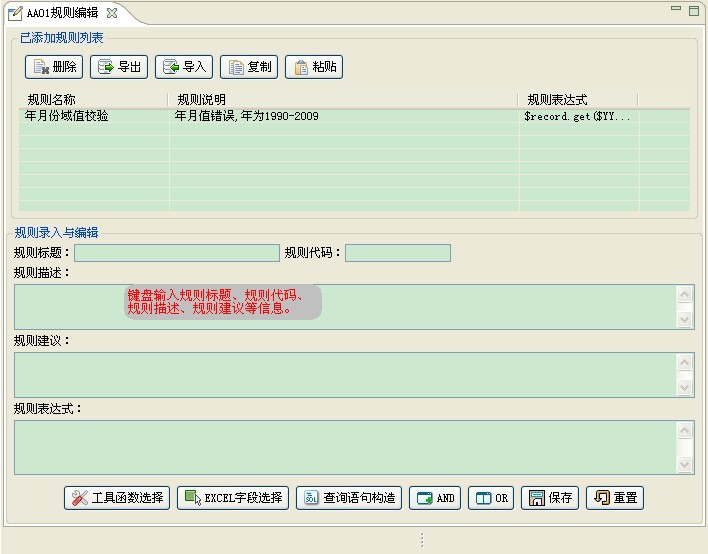 AA01规则编辑
已添加规则列表
删除 导出 导入 复制 粘贴
规则名称 规则说明 规则表达式
年月份域值校验 年月值错误,年为1990-2009 $record.get($YY...
规则录入与编辑
规则标题： 规则代码：
规则描述：
键盘输入规则标题、规则代码、
规则描述、规则建议等信息。
规则建议：
规则表达式：
工具函数选择 EXCEL字段选择 SQL 查询语句构造 AND OR 保存 重置